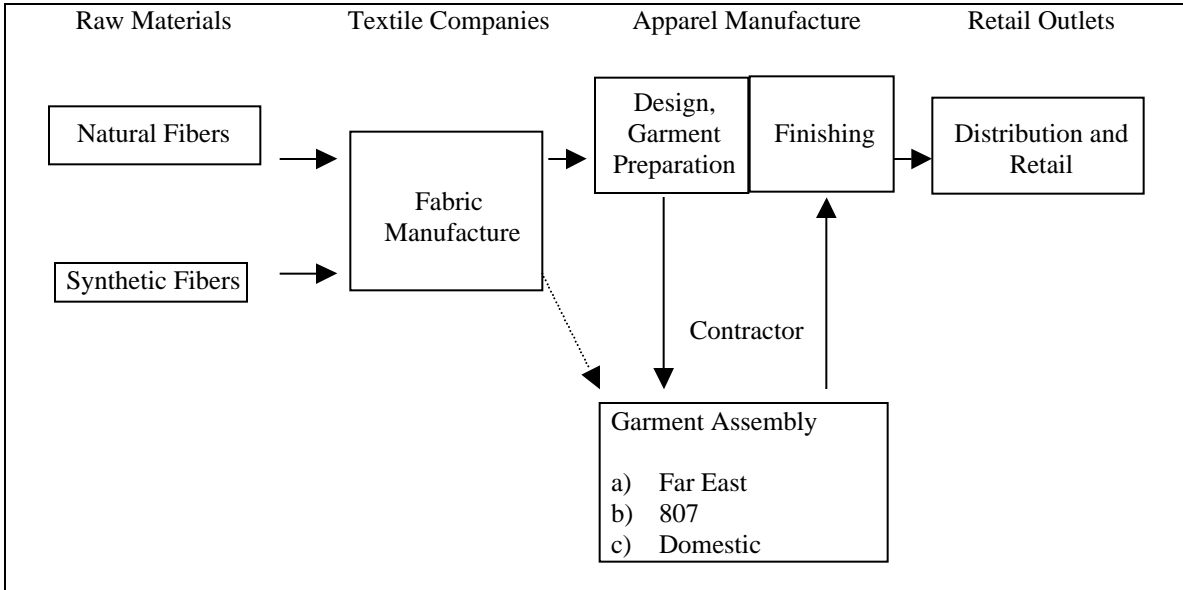 Raw Materials
Textile Companies
Apparel Manufacture
Retail Outlets
Natural Fibers
Synthetic Fibers
Fabric
Manufacture
Design,
Garment
Preparation
Finishing
Distribution and
Retail
Contractor
Garment Assembly
a) Far East
b) 807
c) Domestic